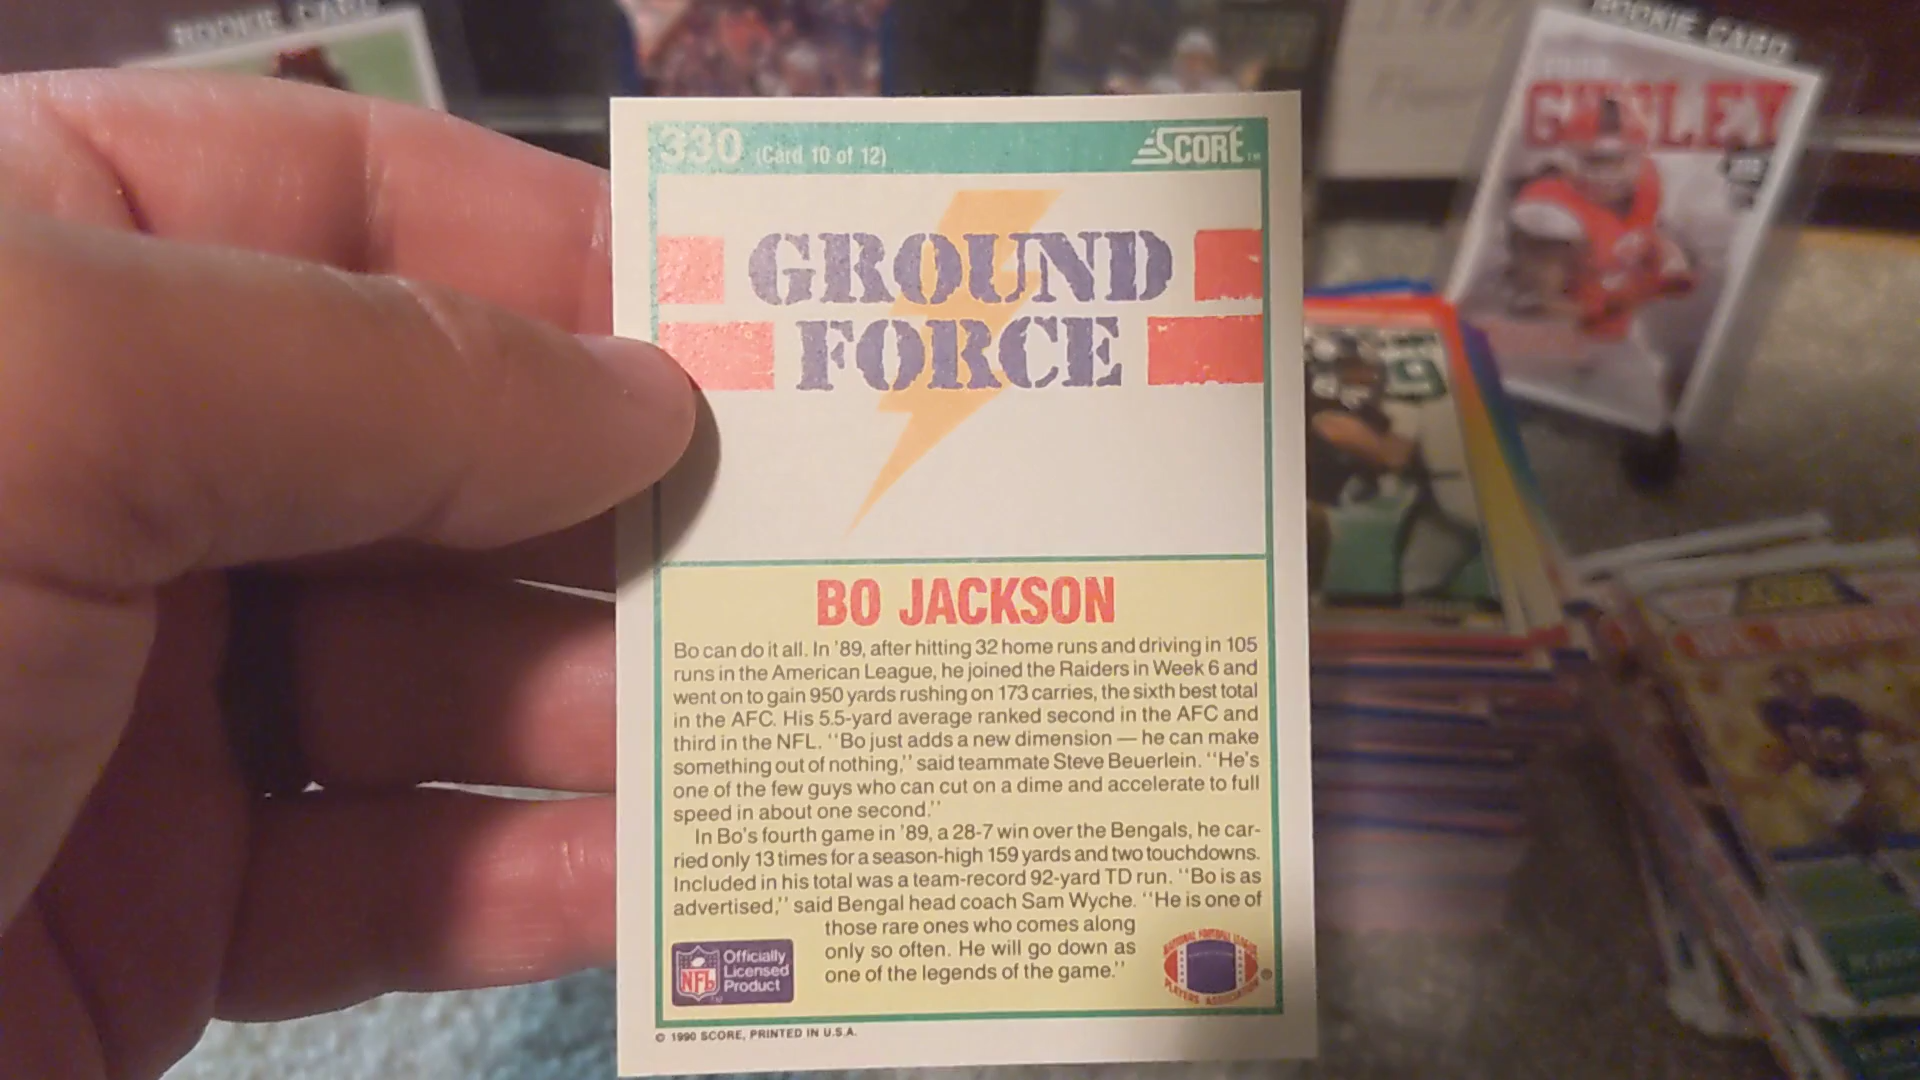 ROOKIE CARD
ROOKIE CARD
330 (Card 10 of 12) SCORE TM
GROUND
FORCE
BO JACKSON
Bo can do it all. In '89, after hitting 32 home runs and driving in 105
runs in the American League, he joined the Raiders in Week 6 and
went on to gain 950 yards rushing on 173 carries, the sixth best total
in the AFC. His 5.5-yard average ranked second in the AFC and
third in the NFL. ''Bo just adds a new dimension — he can make
something out of nothing,'' said teammate Steve Beuerlein. ''He's
one of the few guys who can cut on a dime and accelerate to full
speed in about one second.''
In Bo's fourth game in '89, a 28-7 win over the Bengals, he car-
ried only 13 times for a season-high 159 yards and two touchdowns.
Included in his total was a team-record 92-yard TD run. ''Bo is as
advertised,'' said Bengal head coach Sam Wyche. ''He is one of
those rare ones who comes along
only so often. He will go down as
one of the legends of the game.''
NFL Officially
Licensed
Product
NATIONAL FOOTBALL LEAGUE
PLAYERS ASSOCIATION ®
© 1990 SCORE, PRINTED IN U.S.A.